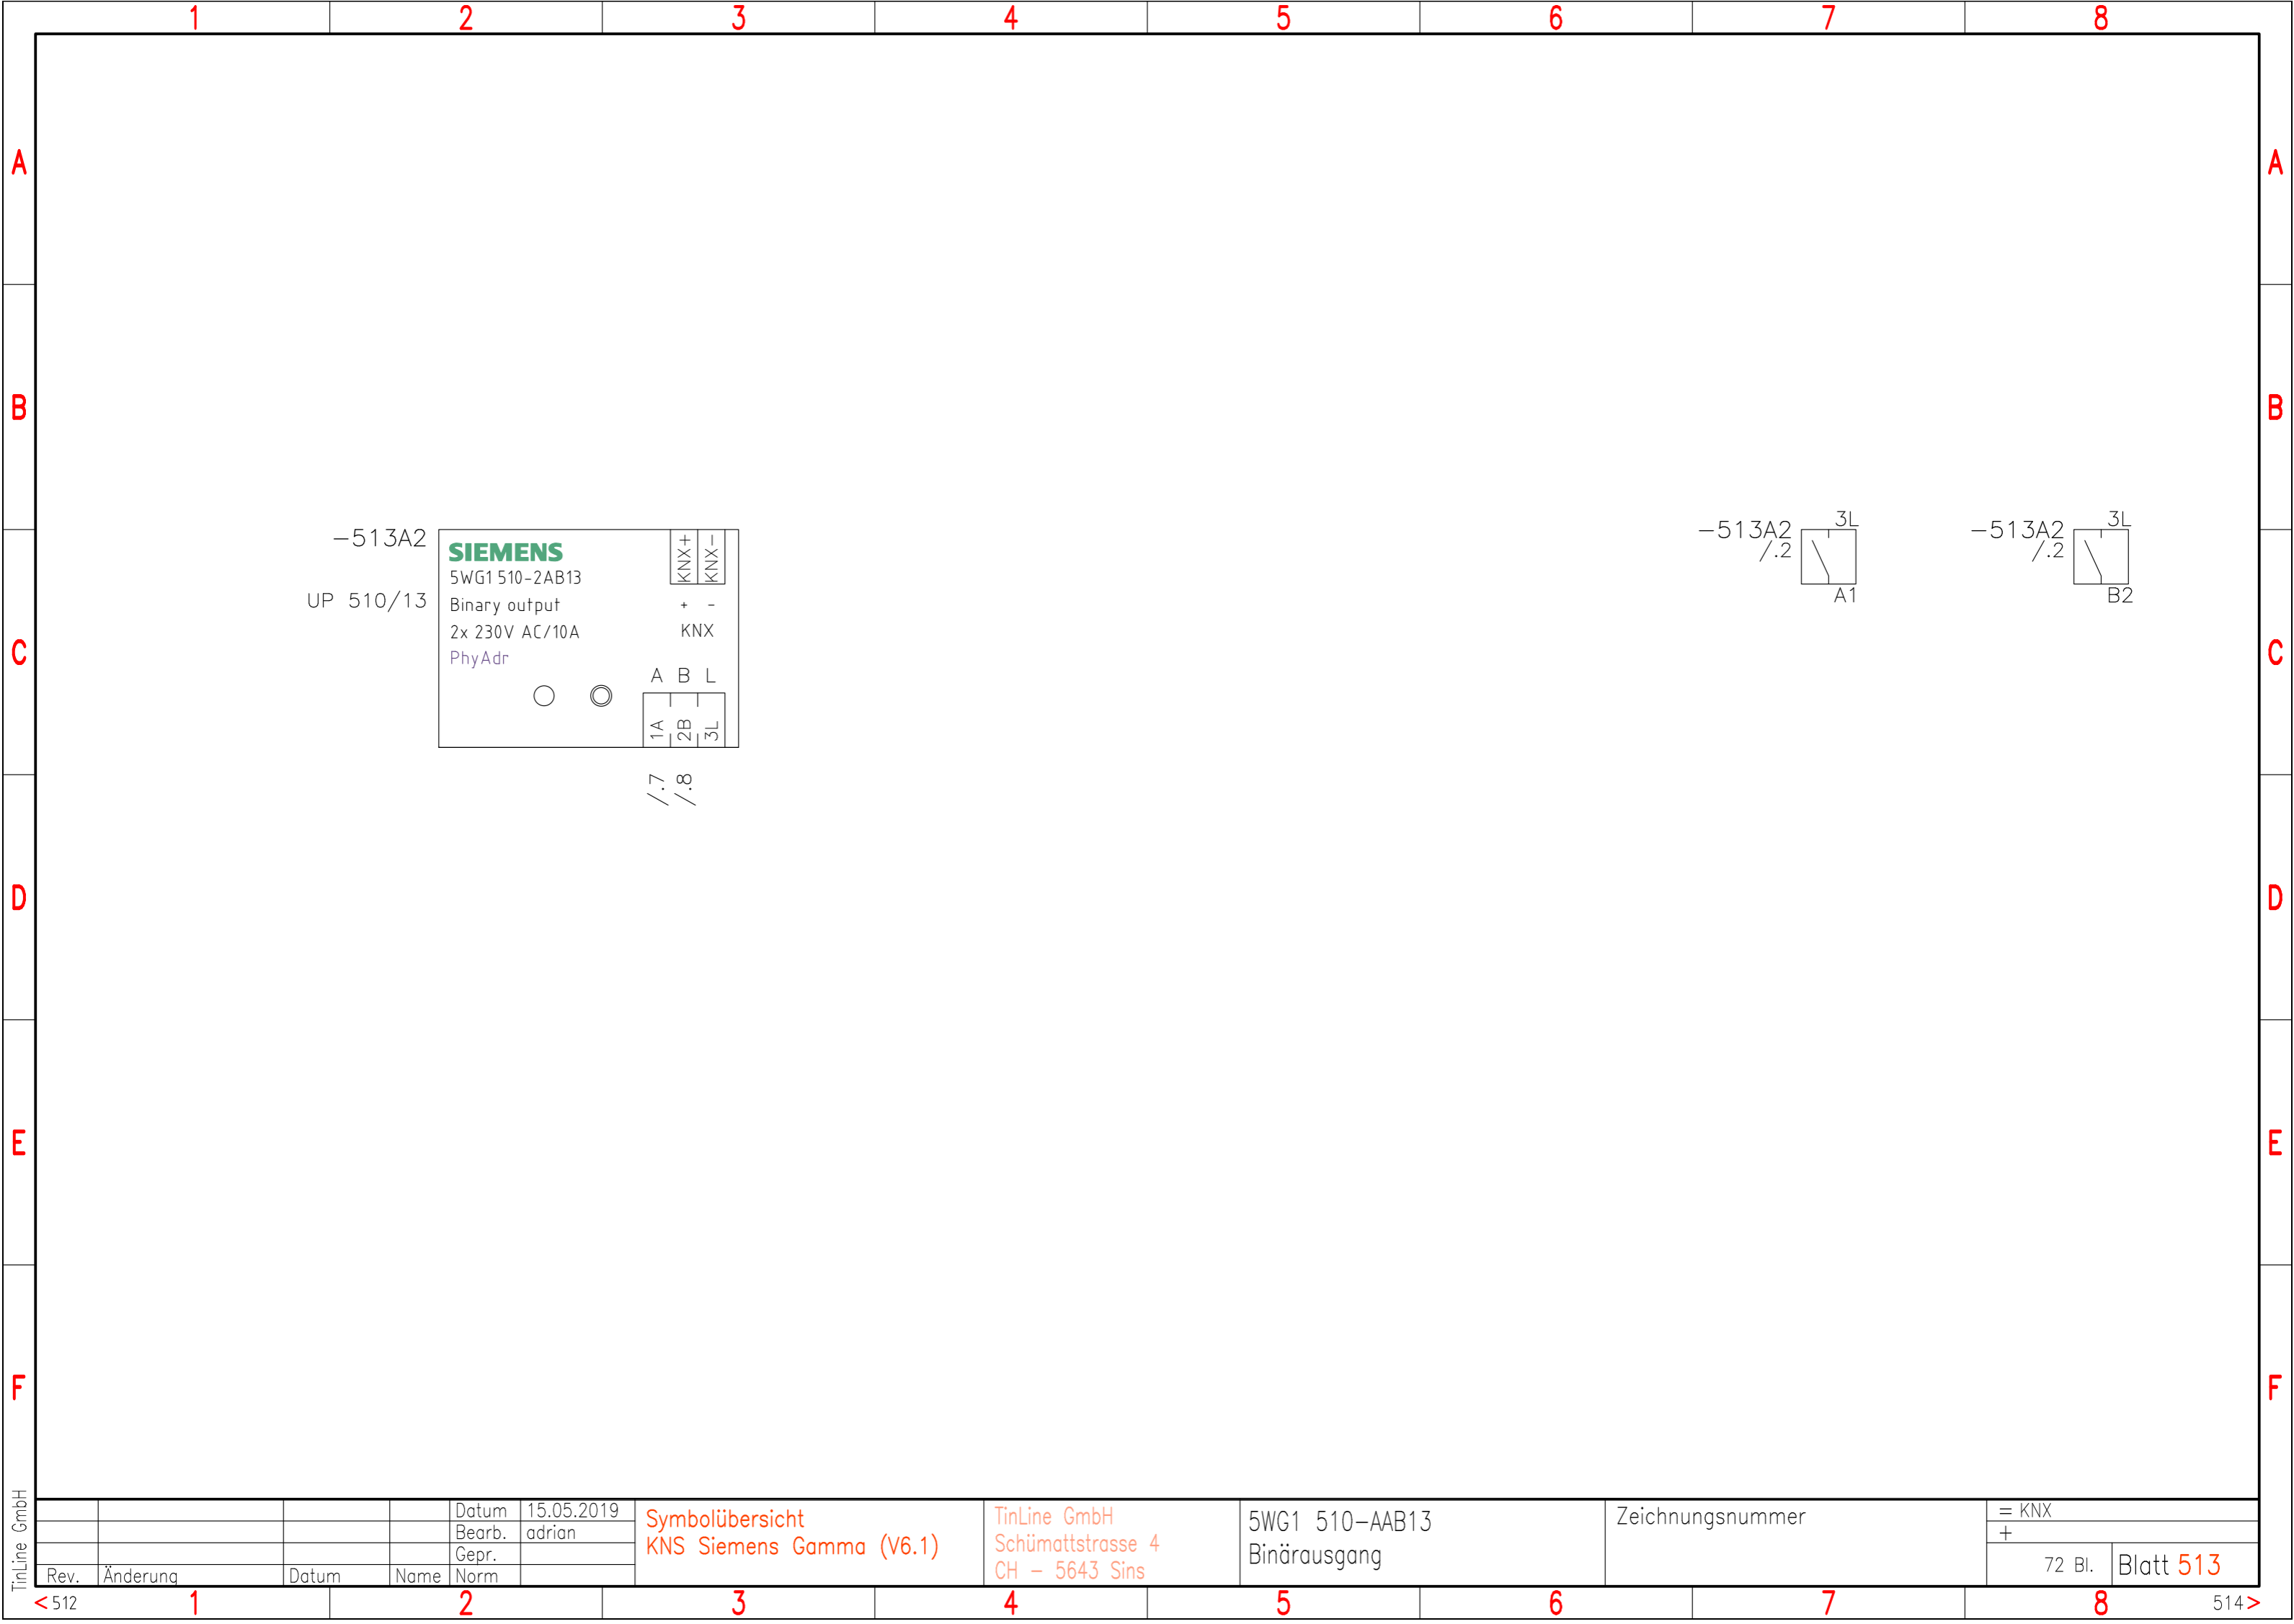 1 2 3 4 5 6 7 8
A A
B B
C C
D D
E E
F F
-513A2
UP 510/13
SIEMENS
5WG1 510-2AB13
Binary output
2x 230V AC/10A
PhyAdr
KNX+ KNX-
+ -
KNX
A B L
1A 2B 3L
/.7 /.8
-513A2 3L
/.2
A1
-513A2 3L
/.2
B2
TinLine GmbH
Rev. Änderung Datum Name
Datum 15.05.2019
Bearb. adrian
Gepr.
Norm
Symbolübersicht
KNS Siemens Gamma (V6.1)
TinLine GmbH
Schümattstrasse 4
CH - 5643 Sins
5WG1 510-AAB13
Binärausgang
Zeichnungsnummer
= KNX
+
72 Bl. Blatt 513
< 512 1 2 3 4 5 6 7 8 514 >